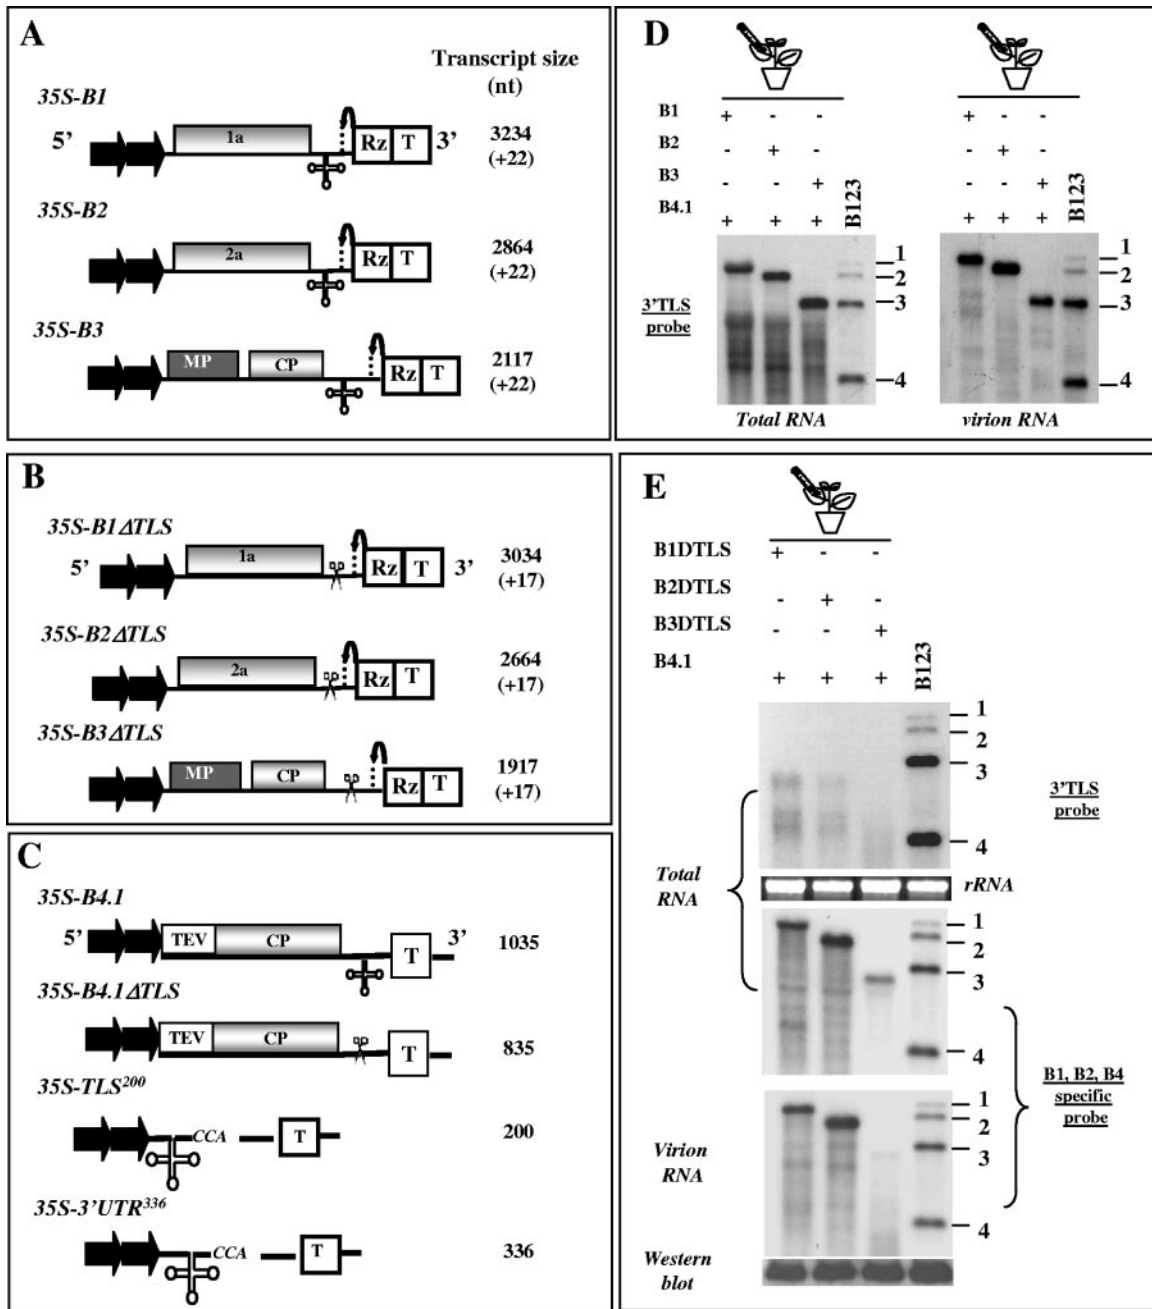 A
Transcript size
(nt)
35S-B1
5’ 1a Rz T 3’ 3234
(+22)
35S-B2
2a Rz T 2864
(+22)
35S-B3
MP CP Rz T 2117
(+22)
B
35S-B1ΔTLS
5’ 1a Rz T 3’ 3034
(+17)
35S-B2ΔTLS
2a Rz T 2664
(+17)
35S-B3ΔTLS
MP CP Rz T 1917
(+17)
C
35S-B4.1
5’ TEV CP T 3’ 1035
35S-B4.1ΔTLS
TEV CP T 835
35S-TLS200
CCA T 200
35S-3’UTR336
CCA T 336
D
B1 + - - + - -
B2 - + - - + -
B3 - - + B123 - - + B123
B4.1 + + + + + +
1 1
2 2
3 3
4 4
3’TLS
probe
Total RNA virion RNA
E
B1DTLS + - -
B2DTLS - + -
B3DTLS - - +
B4.1 + + + B123
1
2
3
4
3’TLS
probe
Total
RNA
rRNA
1
2
3
4
B1, B2, B4
specific
probe
1
2
3
4
Virion
RNA
Western
blot